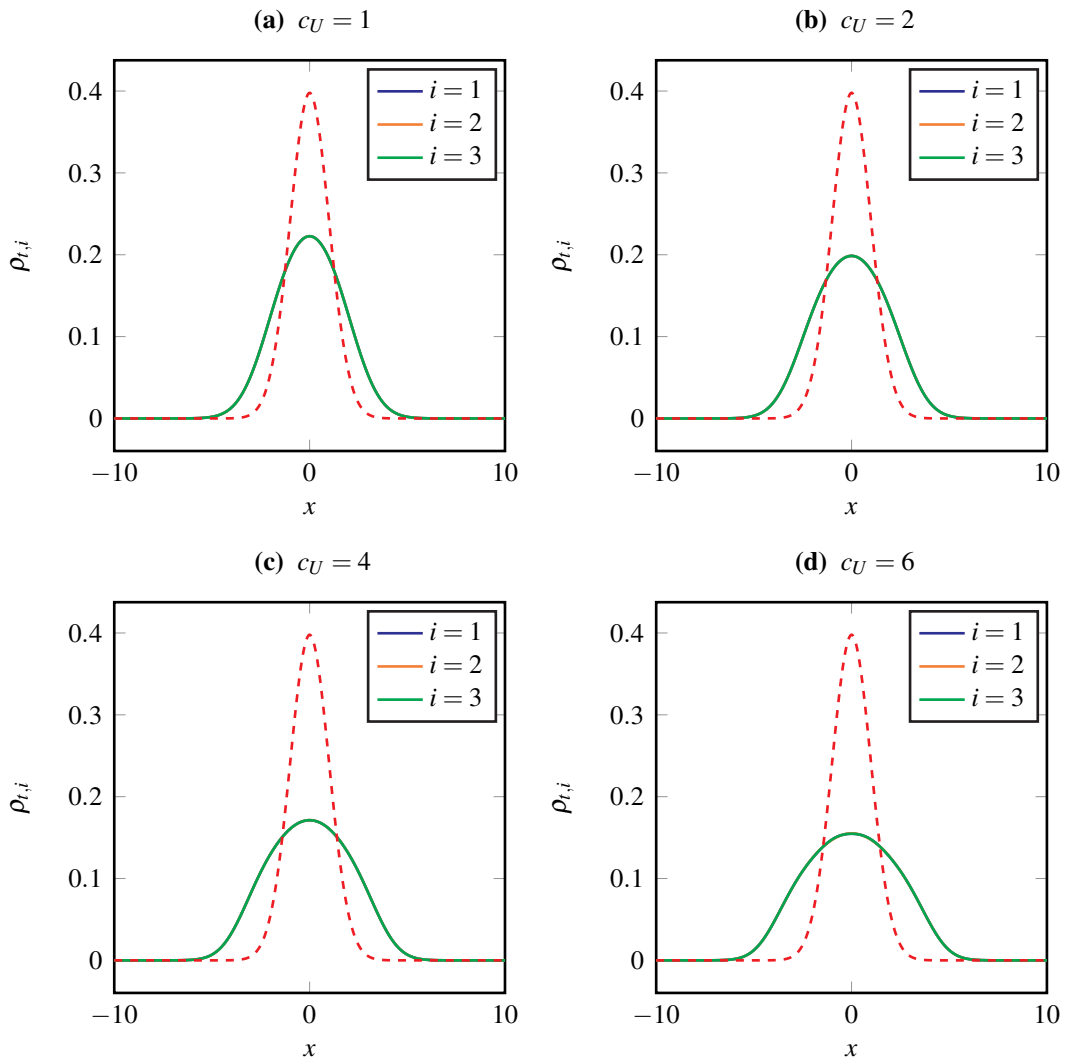 (a) c_U = 1
0.4
0.3
0.2
0.1
0
ρ_{t,i}
−10
0
10
x
i = 1
i = 2
i = 3
(b) c_U = 2
0.4
0.3
0.2
0.1
0
ρ_{t,i}
−10
0
10
x
i = 1
i = 2
i = 3
(c) c_U = 4
0.4
0.3
0.2
0.1
0
ρ_{t,i}
−10
0
10
x
i = 1
i = 2
i = 3
(d) c_U = 6
0.4
0.3
0.2
0.1
0
ρ_{t,i}
−10
0
10
x
i = 1
i = 2
i = 3